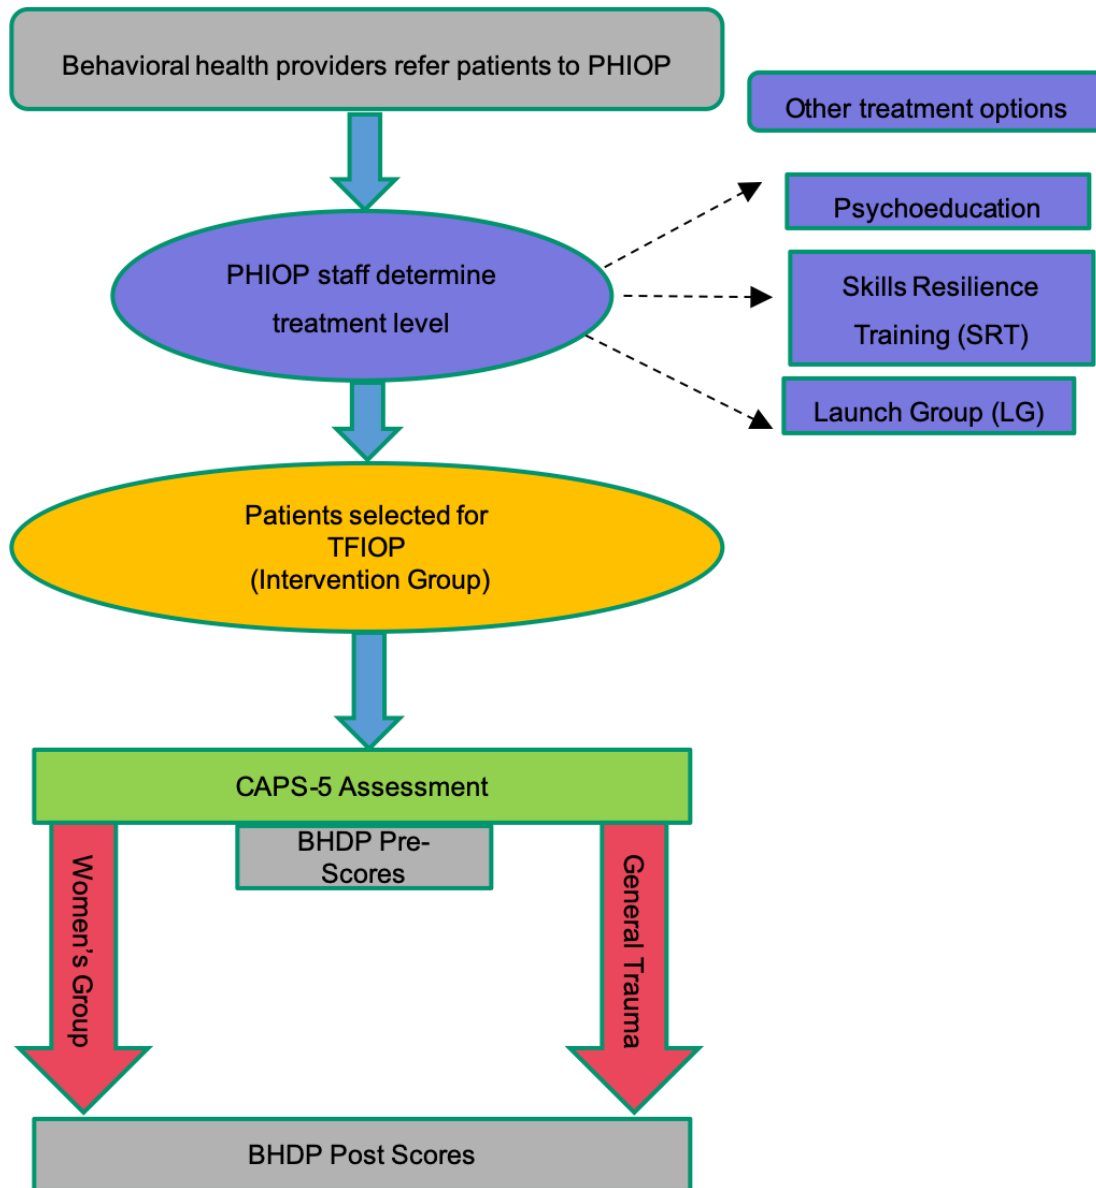 Behavioral health providers refer patients to PHIOP
Other treatment options
PHIOP staff determine
treatment level
Psychoeducation
Skills Resilience
Training (SRT)
Launch Group (LG)
Patients selected for
TFIOP
(Intervention Group)
CAPS-5 Assessment
BHDP Pre-
Scores
Women’s Group
General Trauma
BHDP Post Scores